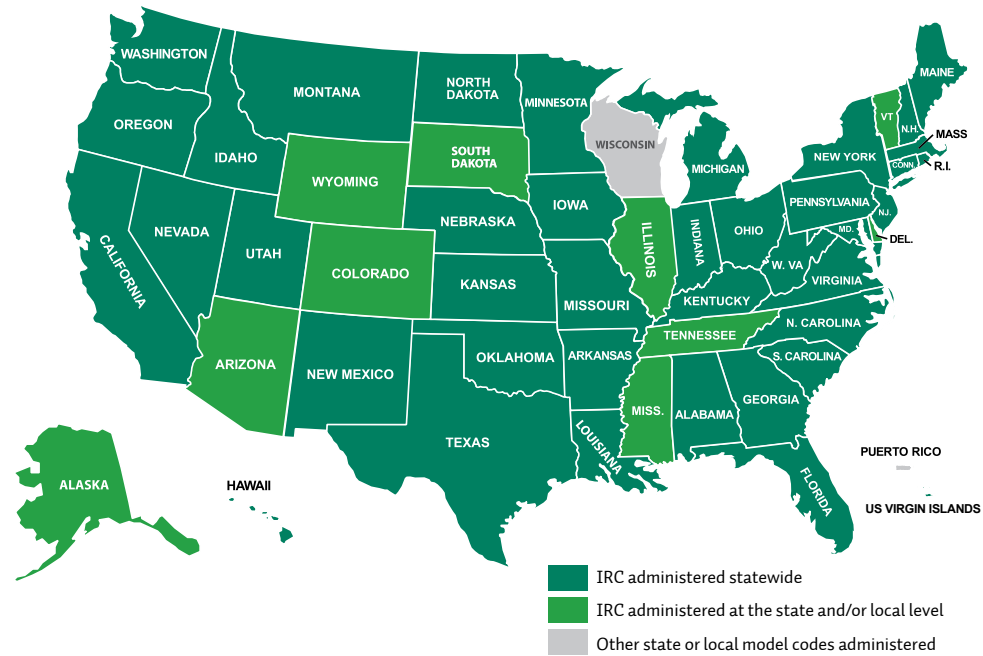 WASHINGTON
OREGON
CALIFORNIA
NEVADA
IDAHO
MONTANA
WYOMING
UTAH
ARIZONA
COLORADO
NEW MEXICO
NORTH
DAKOTA
SOUTH
DAKOTA
NEBRASKA
KANSAS
OKLAHOMA
TEXAS
MINNESOTA
IOWA
MISSOURI
ARKANSAS
LOUISIANA
WISCONSIN
ILLINOIS
MICHIGAN
INDIANA
OHIO
KENTUCKY
TENNESSEE
MISS.
ALABAMA
GEORGIA
FLORIDA
S. CAROLINA
N. CAROLINA
VIRGINIA
W. VA
MD.
DEL.
N.J.
PENNSYLVANIA
NEW YORK
CONN.
R.I.
MASS
VT
N.H.
MAINE
ALASKA
HAWAII
PUERTO RICO
US VIRGIN ISLANDS
IRC administered statewide
IRC administered at the state and/or local level
Other state or local model codes administered